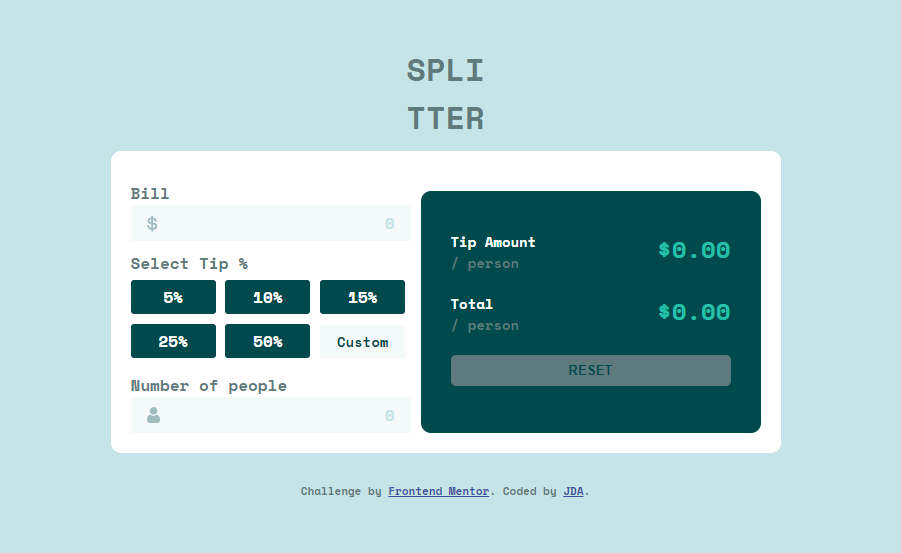 SPLI
TTER
Bill
$ 0
Select Tip %
5% 10% 15%
25% 50% Custom
Number of people
0
Tip Amount
/ person
$0.00
Total
/ person
$0.00
RESET
Challenge by Frontend Mentor. Coded by JDA.